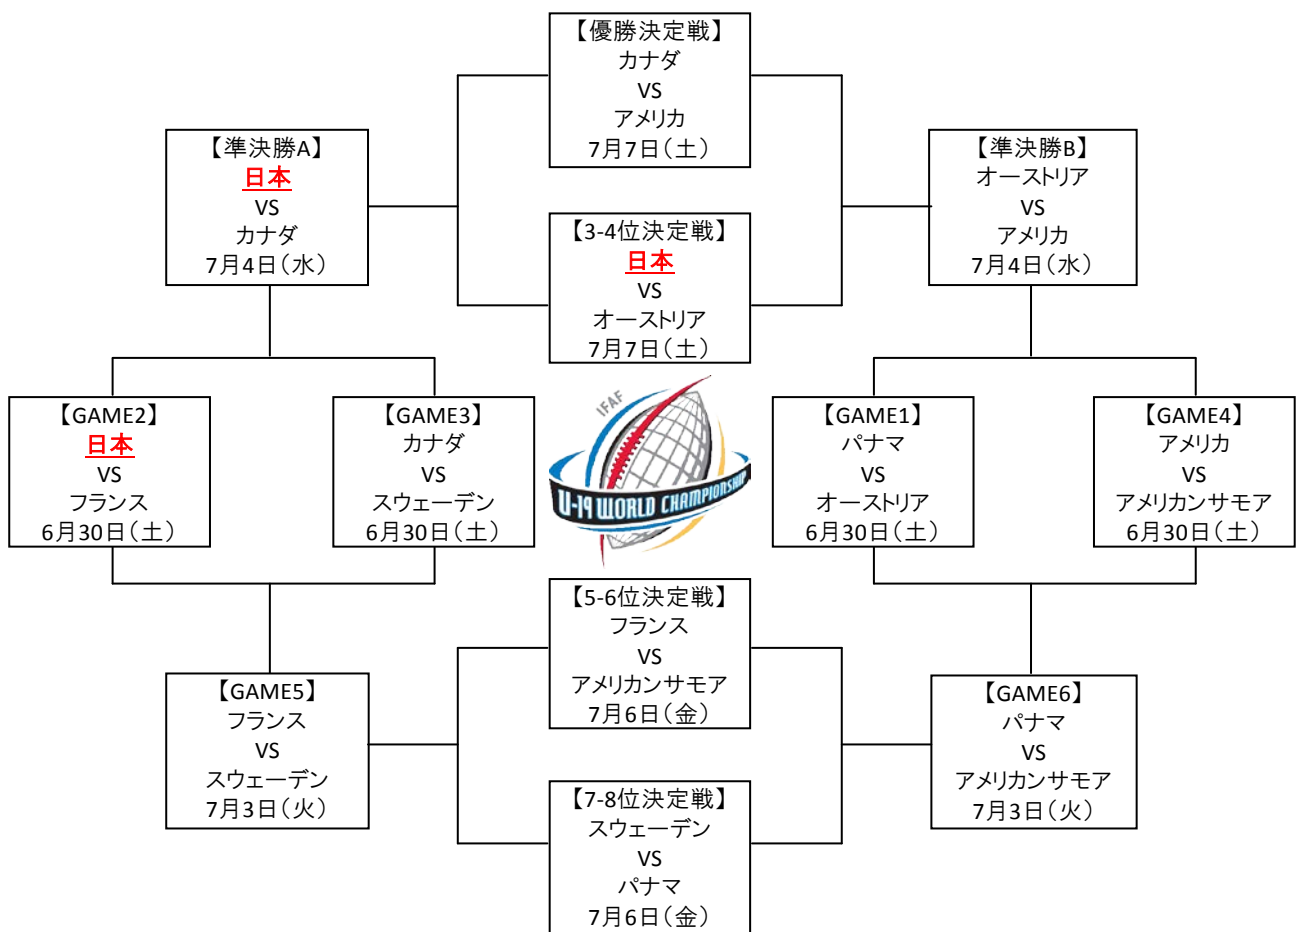 【優勝決定戦】
カナダ
VS
アメリカ
7月7日（土）
【準決勝A】
日本
VS
カナダ
7月4日（水）
【準決勝B】
オーストリア
VS
アメリカ
7月4日（水）
【3-4位決定戦】
日本
VS
オーストリア
7月7日（土）
【GAME2】
日本
VS
フランス
6月30日（土）
【GAME3】
カナダ
VS
スウェーデン
6月30日（土）
IFAF
U-19 WORLD CHAMPIONSHIP
【GAME1】
パナマ
VS
オーストリア
6月30日（土）
【GAME4】
アメリカ
VS
アメリカンサモア
6月30日（土）
【5-6位決定戦】
フランス
VS
アメリカンサモア
7月6日（金）
【GAME5】
フランス
VS
スウェーデン
7月3日（火）
【GAME6】
パナマ
VS
アメリカンサモア
7月3日（火）
【7-8位決定戦】
スウェーデン
VS
パナマ
7月6日（金）